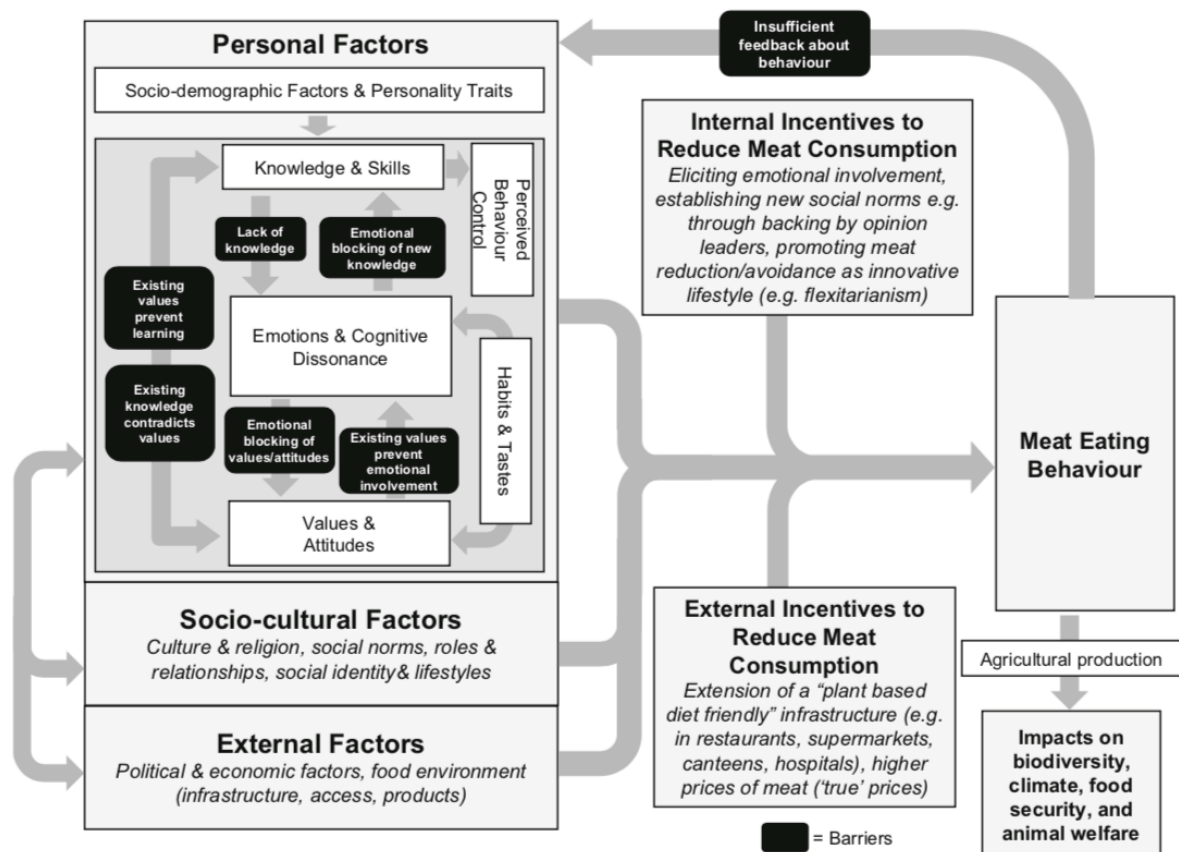 Personal Factors
Socio-demographic Factors & Personality Traits
Knowledge & Skills
Perceived
Behaviour
Control
Lack of
knowledge
Emotional
blocking of new
knowledge
Existing
values
prevent
learning
Emotions & Cognitive
Dissonance
Habits & Tastes
Existing
knowledge
contradicts
values
Emotional
blocking of
values/attitudes
Existing values
prevent
emotional
involvement
Values &
Attitudes
Socio-cultural Factors
Culture & religion, social norms, roles &
relationships, social identity& lifestyles
External Factors
Political & economic factors, food environment
(infrastructure, access, products)
Insufficient
feedback about
behaviour
Internal Incentives to
Reduce Meat Consumption
Eliciting emotional involvement,
establishing new social norms e.g.
through backing by opinion
leaders, promoting meat
reduction/avoidance as innovative
lifestyle (e.g. flexitarianism)
External Incentives to
Reduce Meat
Consumption
Extension of a “plant based
diet friendly” infrastructure (e.g.
in restaurants, supermarkets,
canteens, hospitals), higher
prices of meat (‘true’ prices)
= Barriers
Meat Eating
Behaviour
Agricultural production
Impacts on
biodiversity,
climate, food
security, and
animal welfare